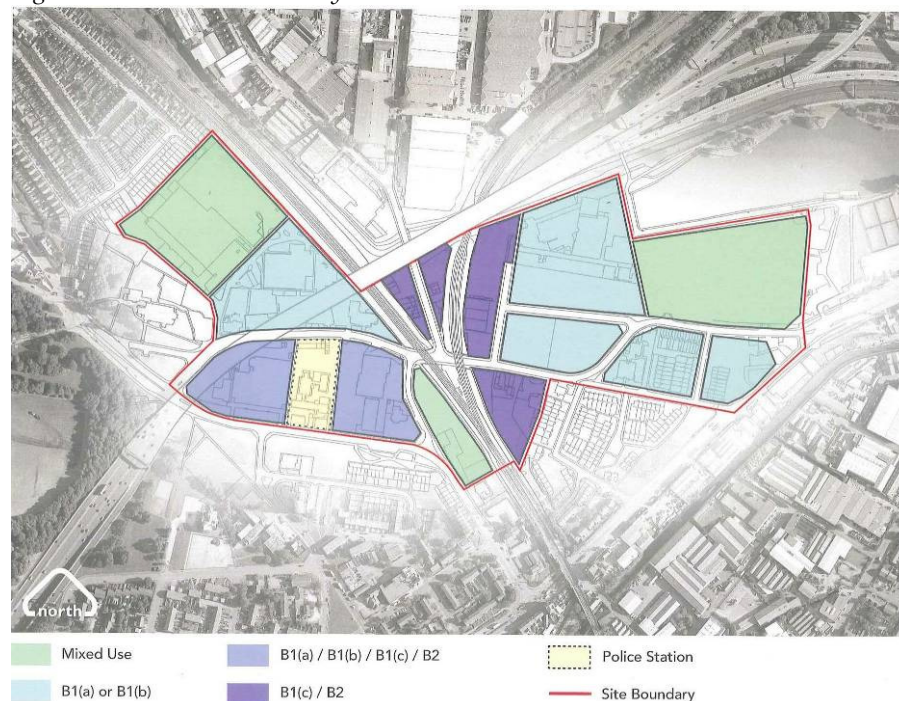 north
Mixed Use
B1(a) / B1(b) / B1(c) / B2
Police Station
B1(a) or B1(b)
B1(c) / B2
Site Boundary